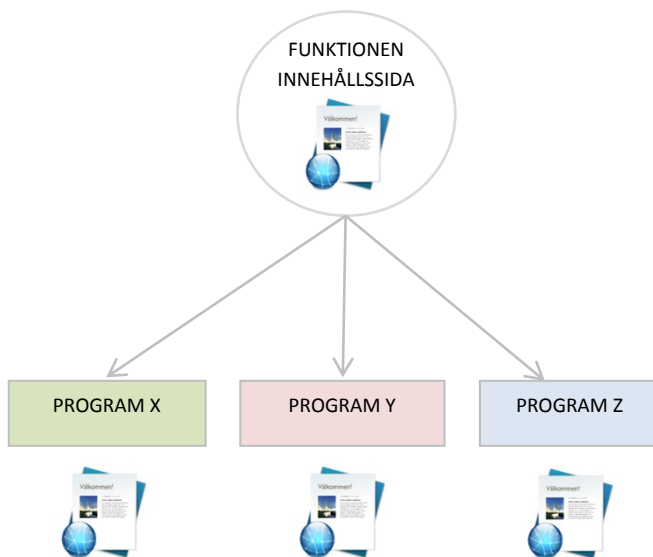 FUNKTIONEN
INNEHÅLLSSIDA
Välkommen!
PROGRAM X
PROGRAM Y
PROGRAM Z
Välkommen!
Välkommen!
Välkommen!